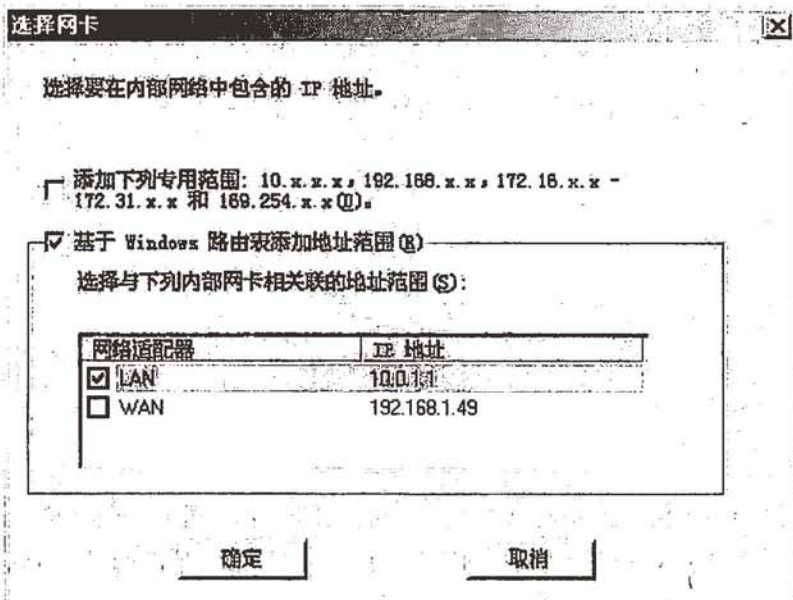 选择网卡
选择要在内部网络中包含的 IP 地址。
添加下列专用范围: 10.x.x.x, 192.168.x.x, 172.16.x.x -
172.31.x.x 和 169.254.x.x(D)。
基于 Windows 路由表添加地址范围(R)
选择与下列内部网卡相关联的地址范围(S):
网络适配器 IP 地址
LAN 10.0.1.1
WAN 192.168.1.49
确定 取消